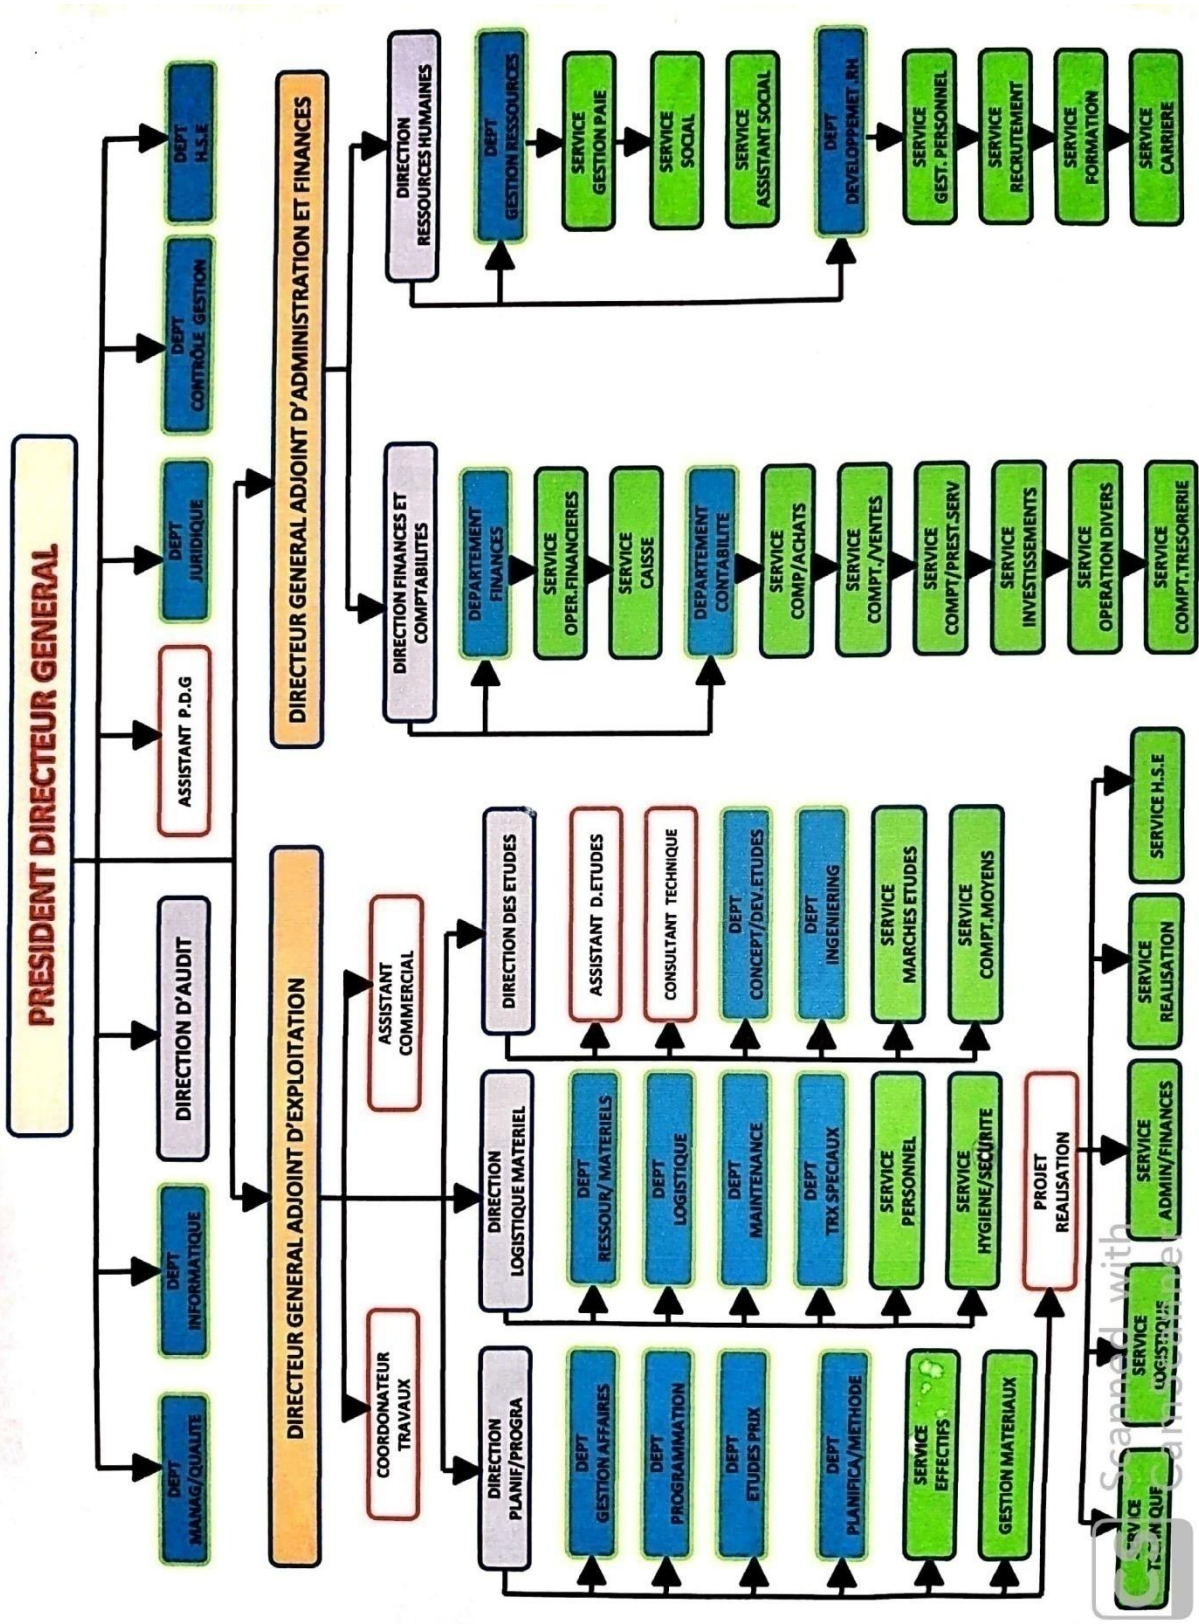 PRESIDENT DIRECTEUR GENERAL
DEPT
MANAG/QUALITE
DEPT
INFORMATIQUE
DIRECTION D'AUDIT
ASSISTANT P.D.G
DEPT
JURIDIQUE
DEPT
CONTRÔLE GESTION
DEPT
H.S.E
DIRECTEUR GENERAL ADJOINT D'EXPLOITATION
DIRECTEUR GENERAL ADJOINT D'ADMINISTRATION ET FINANCES
COORDONATEUR
TRAVAUX
ASSISTANT
COMMERCIAL
DIRECTION
PLANIF/PROGRA
DEPT
GESTION AFFAIRES
DEPT
PROGRAMMATION
DEPT
ETUDES PRIX
DEPT
PLANIFICA/METHODE
SERVICE
EFFECTIFS
GESTION MATERIAUX
DIRECTION
LOGISTIQUE MATERIEL
DEPT
RESSOUR/MATERIELS
DEPT
LOGISTIQUE
DEPT
MAINTENANCE
DEPT
TRX SPECIAUX
SERVICE
PERSONNEL
SERVICE
HYGIENE/SECURITE
DIRECTION DES ETUDES
ASSISTANT D.ETUDES
CONSULTANT TECHNIQUE
DEPT
CONCEPT/DEV.ETUDES
DEPT
INGENIERING
SERVICE
MARCHES ETUDES
SERVICE
COMPT.MOYENS
PROJET
REALISATION
SERVICE
TECHNIQUE
SERVICE
LOGISTIQUE
SERVICE
ADMIN/FINANCES
SERVICE
REALISATION
SERVICE H.S.E
DIRECTION FINANCES ET
COMPTABILITES
DEPARTEMENT
FINANCES
SERVICE
OPER.FINANCIERES
SERVICE
CAISSE
DEPARTEMENT
CONTABILITE
SERVICE
COMP/ACHATS
SERVICE
COMPT./VENTES
SERVICE
COMPT/PREST.SERV
SERVICE
INVESTISSEMENTS
SERVICE
OPERATION DIVERS
SERVICE
COMPT.TRESORERIE
DIRECTION
RESSOURCES HUMAINES
DEPT
GESTION RESSOURCES
SERVICE
GESTION PAIE
SERVICE
SOCIAL
SERVICE
ASSISTANT SOCIAL
DEPT
DEVELOPPEMET .RH
SERVICE
GEST. PERSONNEL
SERVICE
RECRUTEMENT
SERVICE
FORMATION
SERVICE
CARRIERE
CS
Scanned with
CamScanner